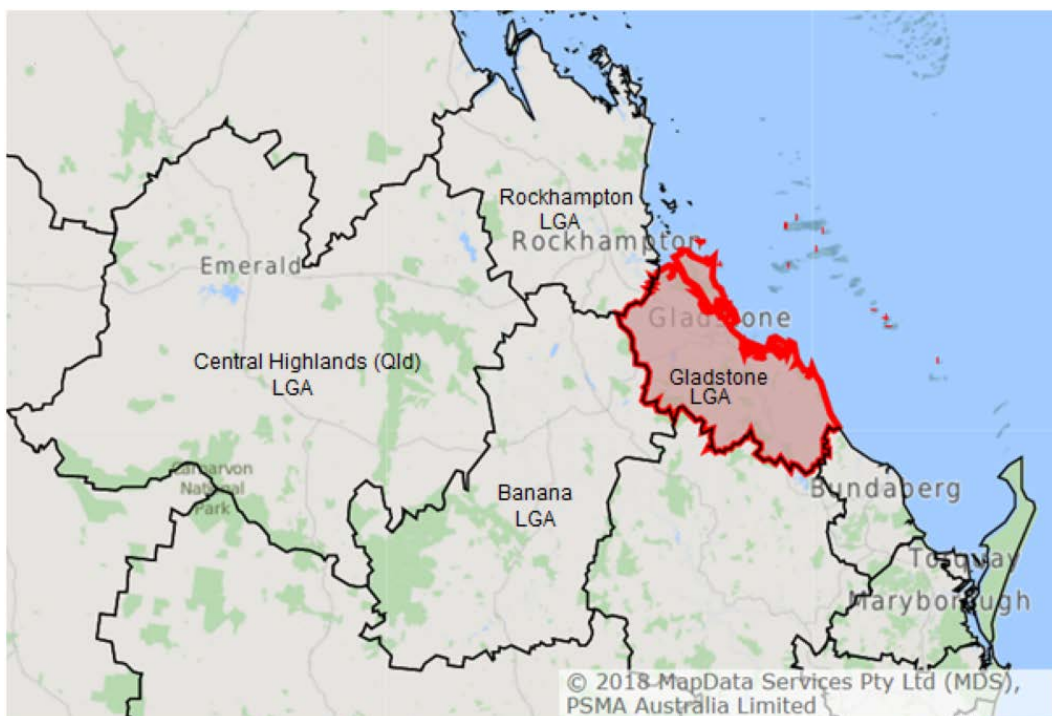 Rockhampton
LGA
Rockhampton
Emerald
Gladstone
Central Highlands (Qld)
LGA
Gladstone
LGA
Carnarvon
National
Park
Banana
LGA
Bundaberg
Torquay
Maryborough
© 2018 MapData Services Pty Ltd (MDS),
PSMA Australia Limited